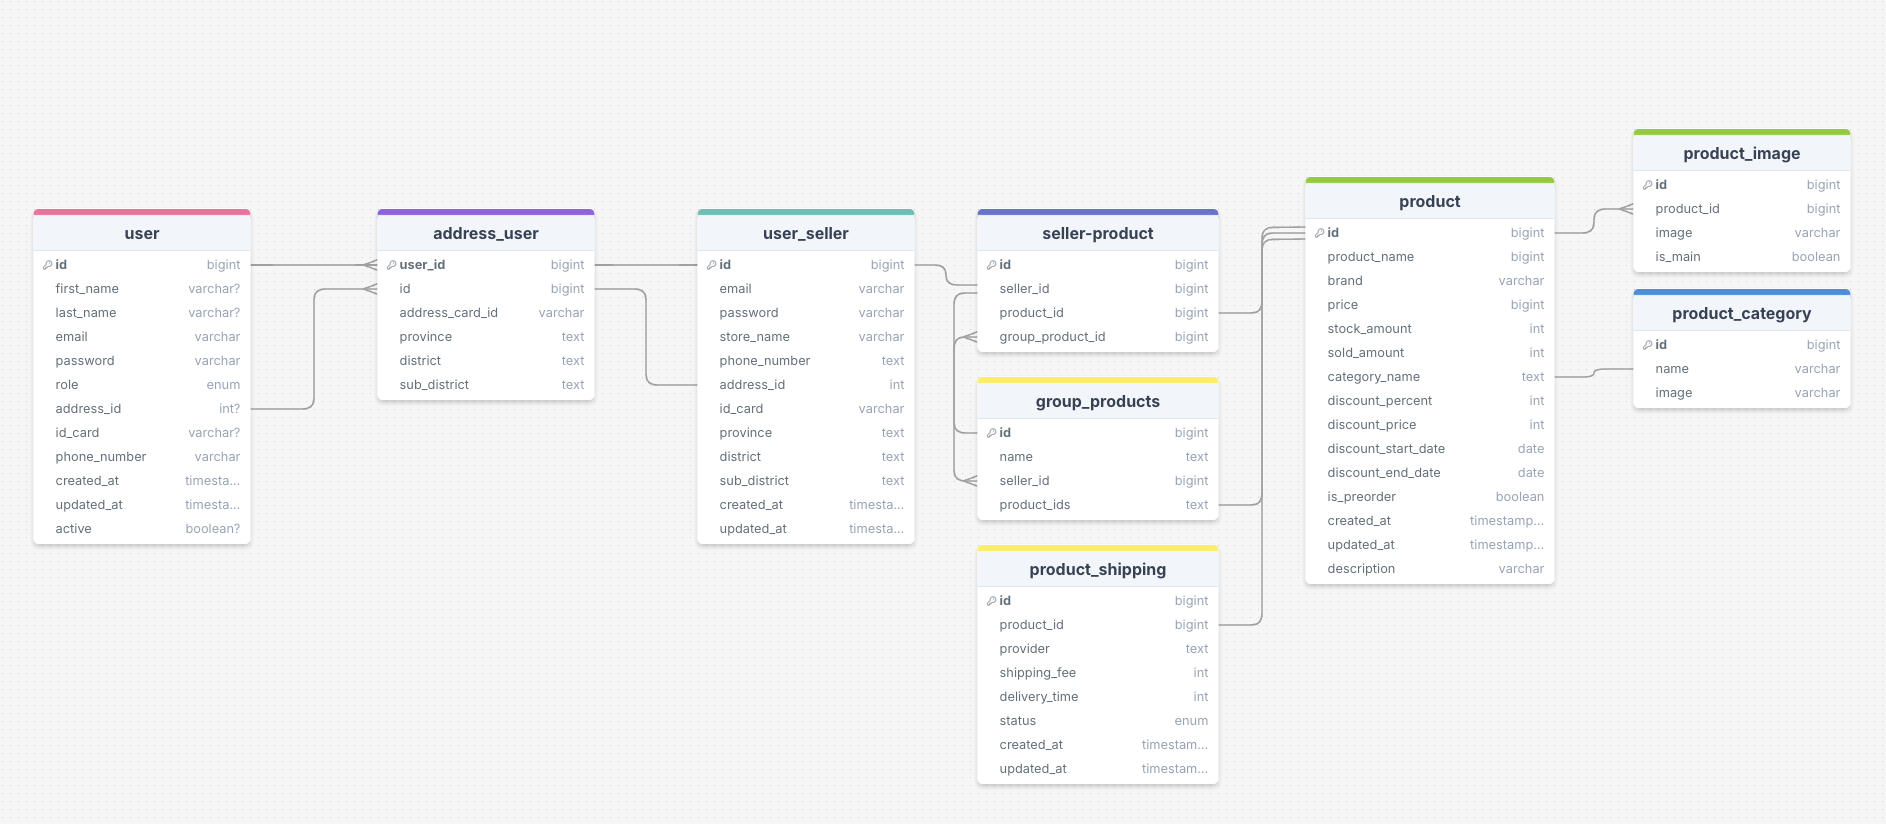 user
id bigint
first_name varchar?
last_name varchar?
email varchar
password varchar
role enum
address_id int?
id_card varchar?
phone_number varchar
created_at timesta...
updated_at timesta...
active boolean?
address_user
user_id bigint
id bigint
address_card_id varchar
province text
district text
sub_district text
user_seller
id bigint
email varchar
password varchar
store_name varchar
phone_number text
address_id int
id_card varchar
province text
district text
sub_district text
created_at timesta...
updated_at timesta...
seller-product
id bigint
seller_id bigint
product_id bigint
group_product_id bigint
group_products
id bigint
name text
seller_id bigint
product_ids text
product_shipping
id bigint
product_id bigint
provider text
shipping_fee int
delivery_time int
status enum
created_at timestam...
updated_at timestam...
product
id bigint
product_name bigint
brand varchar
price bigint
stock_amount int
sold_amount int
category_name text
discount_percent int
discount_price int
discount_start_date date
discount_end_date date
is_preorder boolean
created_at timestamp...
updated_at timestamp...
description varchar
product_image
id bigint
product_id bigint
image varchar
is_main boolean
product_category
id bigint
name varchar
image varchar